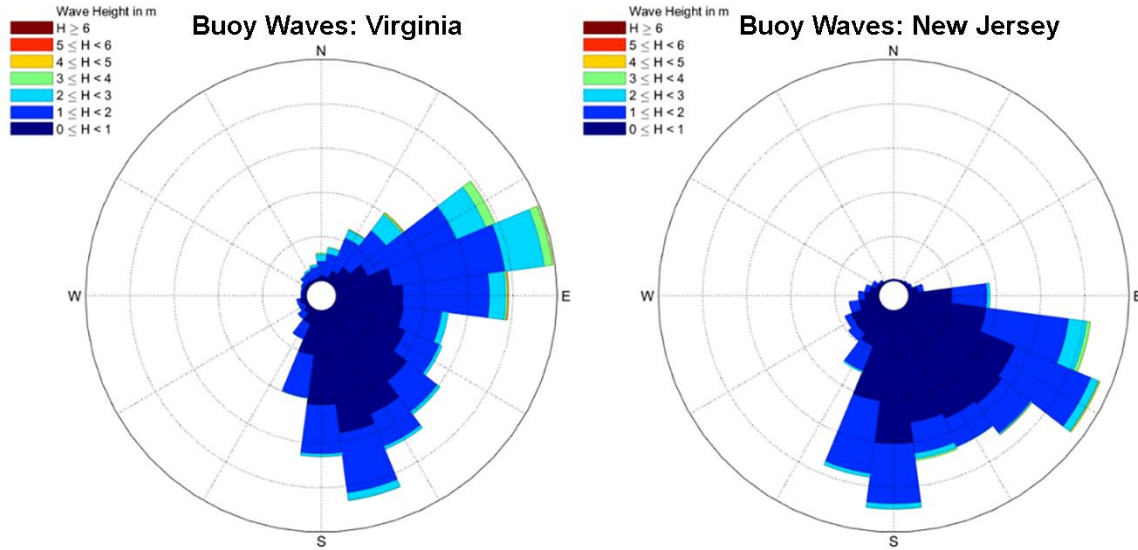 Wave Height in m
H ≥ 6
5 ≤ H < 6
4 ≤ H < 5
3 ≤ H < 4
2 ≤ H < 3
1 ≤ H < 2
0 ≤ H < 1
Buoy Waves: Virginia
N
W
E
S
Wave Height in m
H ≥ 6
5 ≤ H < 6
4 ≤ H < 5
3 ≤ H < 4
2 ≤ H < 3
1 ≤ H < 2
0 ≤ H < 1
Buoy Waves: New Jersey
N
W
E
S